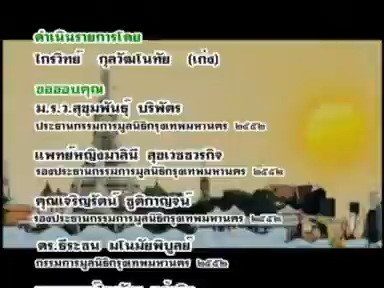 ดำเนินรายการโดย
ไกรวิทย์ กุลวัฒโนทัย (เก่ง)
ขอขอบคุณ
ม.ร.ว.สุขุมพันธุ์ บริพัตร
ประธานกรรมการมูลนิธิกรุงเทพมหานคร ๒๕๕๒
แพทย์หญิงมาลินี สุขเวชชวรกิจ
รองประธานกรรมการมูลนิธิกรุงเทพมหานคร ๒๕๕๒
คุณเจริญรัตน์ ชูติกาญจน์
รองประธานกรรมการมูลนิธิกรุงเทพมหานคร ๒๕๕๒
ดร.ธีระชน มโนมัยพิบูลย์
กรรมการมูลนิธิกรุงเทพมหานคร ๒๕๕๒